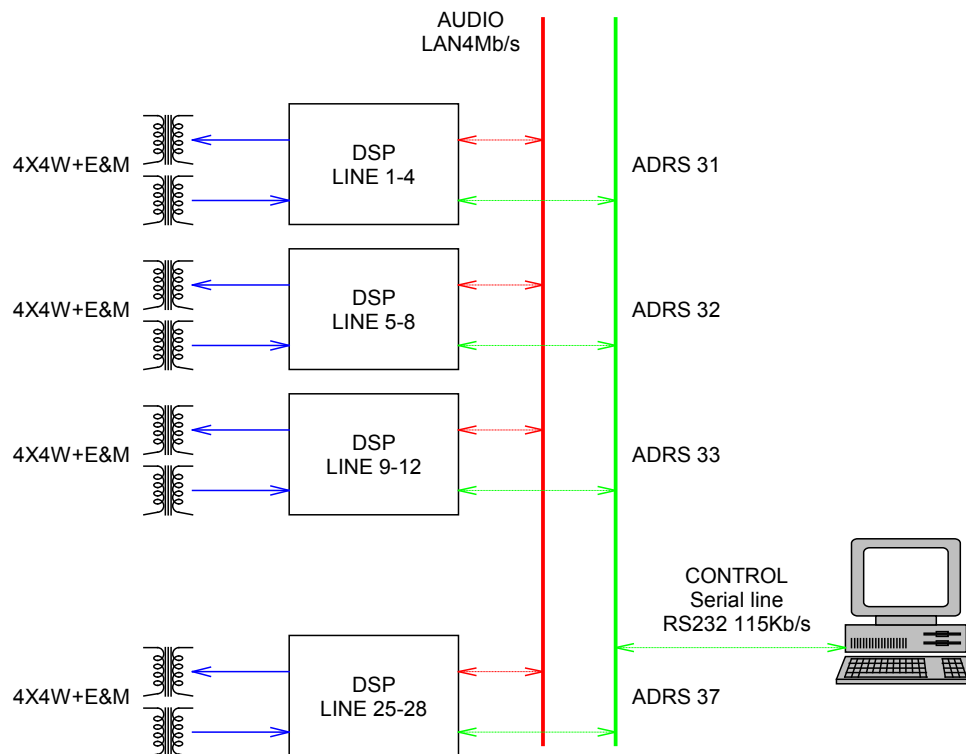 AUDIO
LAN4Mb/s
4X4W+E&M
DSP
LINE 1-4
ADRS 31
4X4W+E&M
DSP
LINE 5-8
ADRS 32
4X4W+E&M
DSP
LINE 9-12
ADRS 33
CONTROL
Serial line
RS232 115Kb/s
4X4W+E&M
DSP
LINE 25-28
ADRS 37